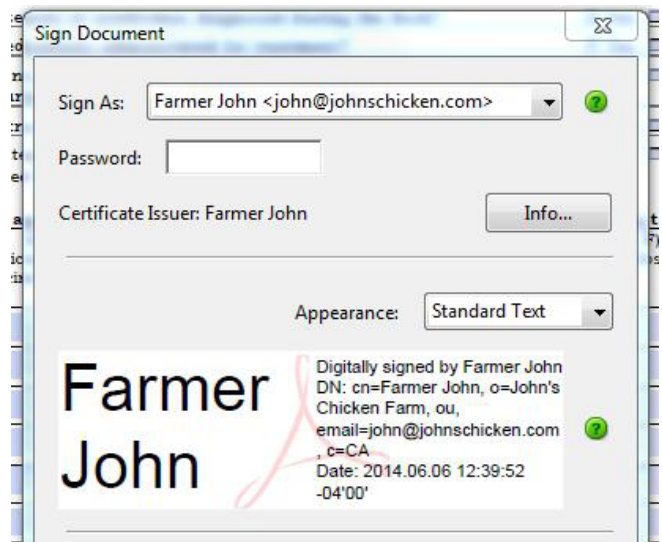 Sign Document
Sign As: Farmer John <john@johnschicken.com>
Password:
Certificate Issuer: Farmer John Info...
Appearance: Standard Text
Farmer
John
Digitally signed by Farmer John
DN: cn=Farmer John, o=John's
Chicken Farm, ou,
email=john@johnschicken.com
, c=CA
Date: 2014.06.06 12:39:52
-04'00'